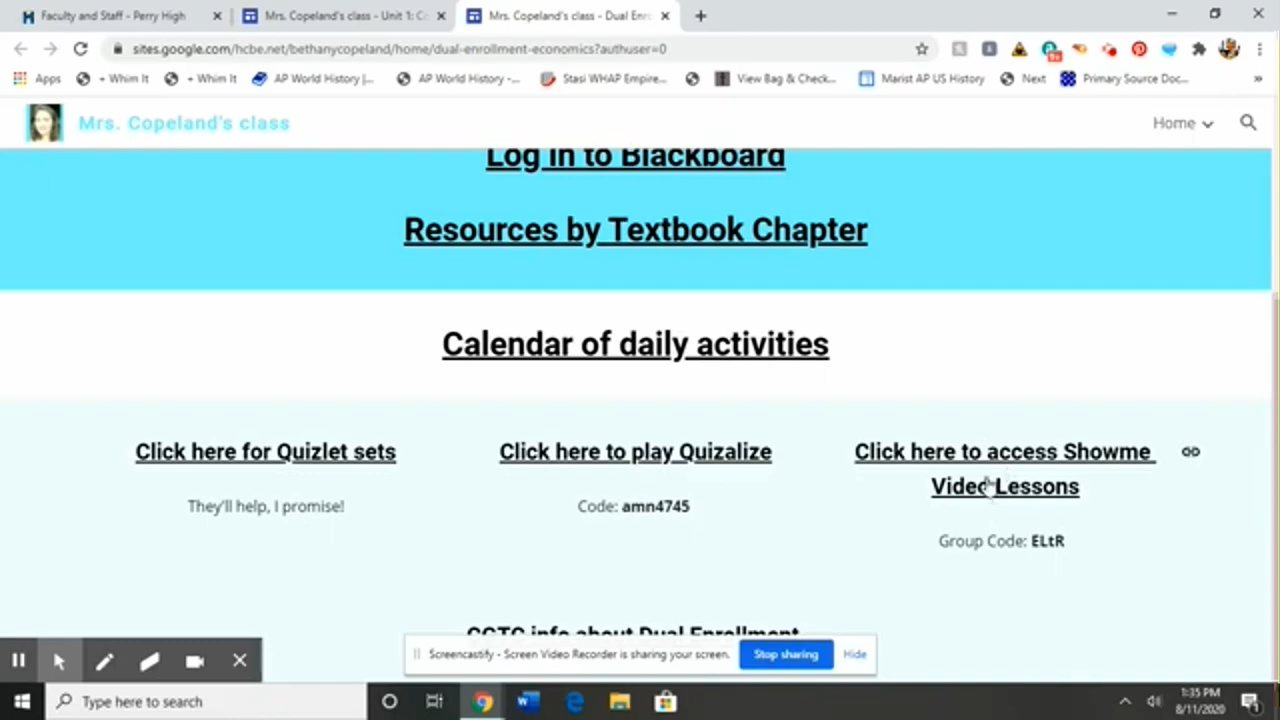 Faculty and Staff - Perry High
Mrs. Copeland's class - Unit 1: C
Mrs. Copeland's class - Dual Enr
sites.google.com/hcbe.net/bethanycopeland/home/dual-enrollment-economics?authuser=0
Apps
+ Whim It
+ Whim It
AP World History |...
AP World History -...
Stasi WHAP Empire...
View Bag & Check...
Marist AP US History
Next
Primary Source Doc...
»
Mrs. Copeland's class
Home
Log in to Blackboard
Resources by Textbook Chapter
Calendar of daily activities
Click here for Quizlet sets
They'll help, I promise!
Click here to play Quizalize
Code: amn4745
Click here to access Showme
Video Lessons
Group Code: ELtR
CGTC info about Dual Enrollment
Screencastify - Screen Video Recorder is sharing your screen.
Stop sharing
Hide
Type here to search
1:35 PM
8/11/2020